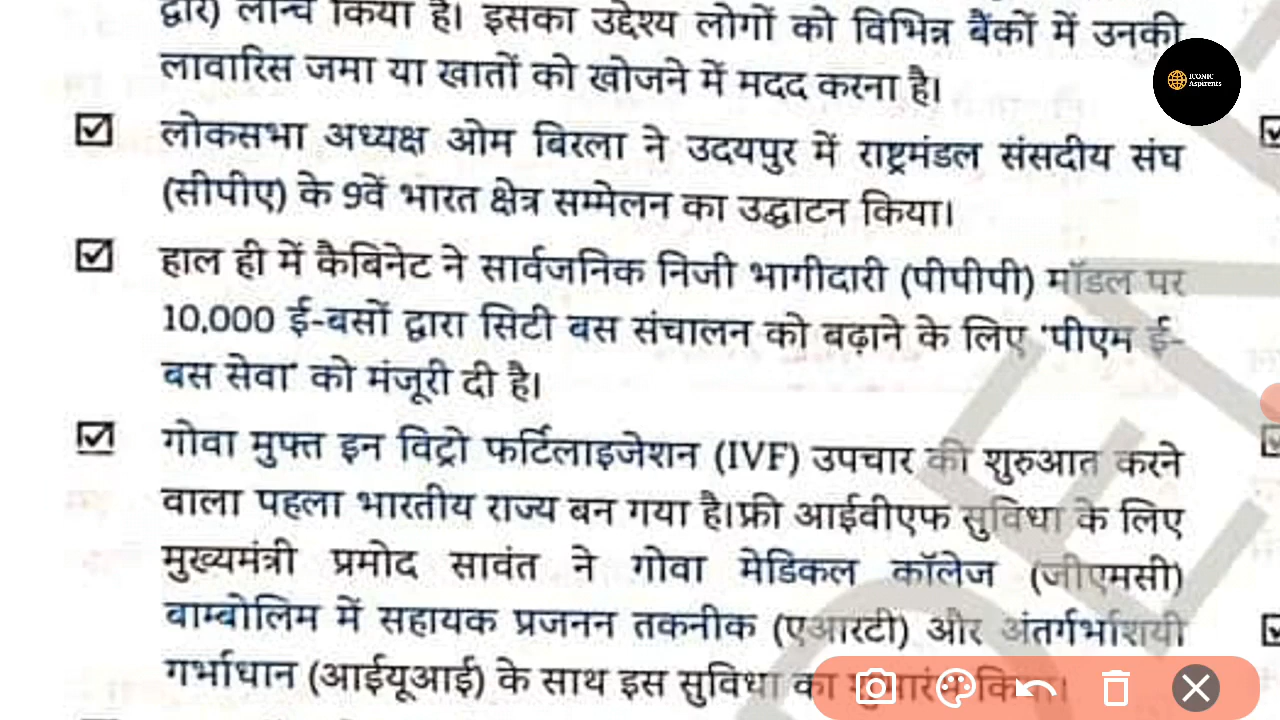 द्वार) लॉन्च किया है। इसका उद्देश्य लोगों को विभिन्न बैंकों में उनकी
लावारिस जमा या खातों को खोजने में मदद करना है।
ICONIC
Aspirents
लोकसभा अध्यक्ष ओम बिरला ने उदयपुर में राष्ट्रमंडल संसदीय संघ
(सीपीए) के 9वें भारत क्षेत्र सम्मेलन का उद्घाटन किया।
हाल ही में कैबिनेट ने सार्वजनिक निजी भागीदारी (पीपीपी) मॉडल पर
10,000 ई-बसों द्वारा सिटी बस संचालन को बढ़ाने के लिए 'पीएम ई-
बस सेवा' को मंजूरी दी है।
गोवा मुफ्त इन विट्रो फर्टिलाइजेशन (IVF) उपचार की शुरुआत करने
वाला पहला भारतीय राज्य बन गया है।फ्री आईवीएफ सुविधा के लिए
मुख्यमंत्री प्रमोद सावंत ने गोवा मेडिकल कॉलेज (जीएमसी)
बाम्बोलिम में सहायक प्रजनन तकनीक (एआरटी) और अंतर्गर्भाशयी
गर्भाधान (आईयूआई) के साथ इस सुविधा का